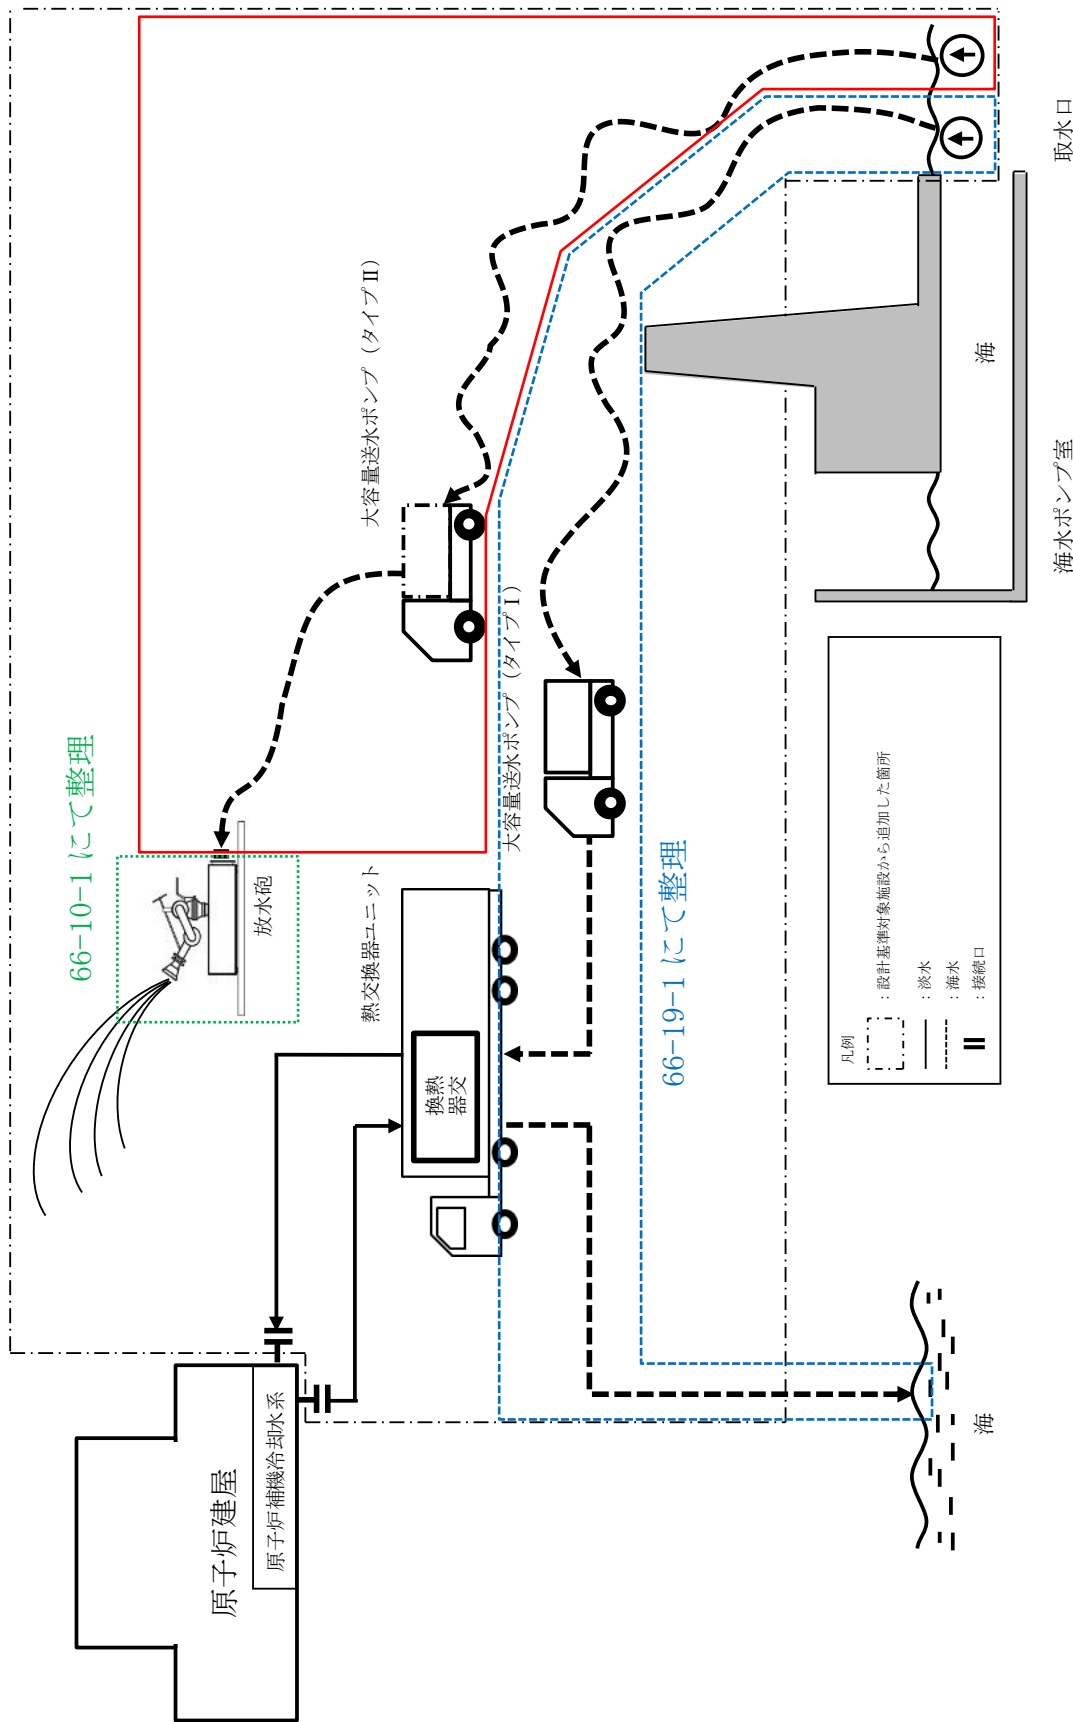 66-10-1 にて整理
放水砲
大容量送水ポンプ（タイプⅡ）
熱交換器ユニット
換熱
器交
原子炉建屋
原子炉補機冷却水系
大容量送水ポンプ（タイプⅠ）
66-19-1 にて整理
凡例
：設計基準対象施設から追加した箇所
：淡水
：海水
：接続口
海
海
海水ポンプ室
取水口